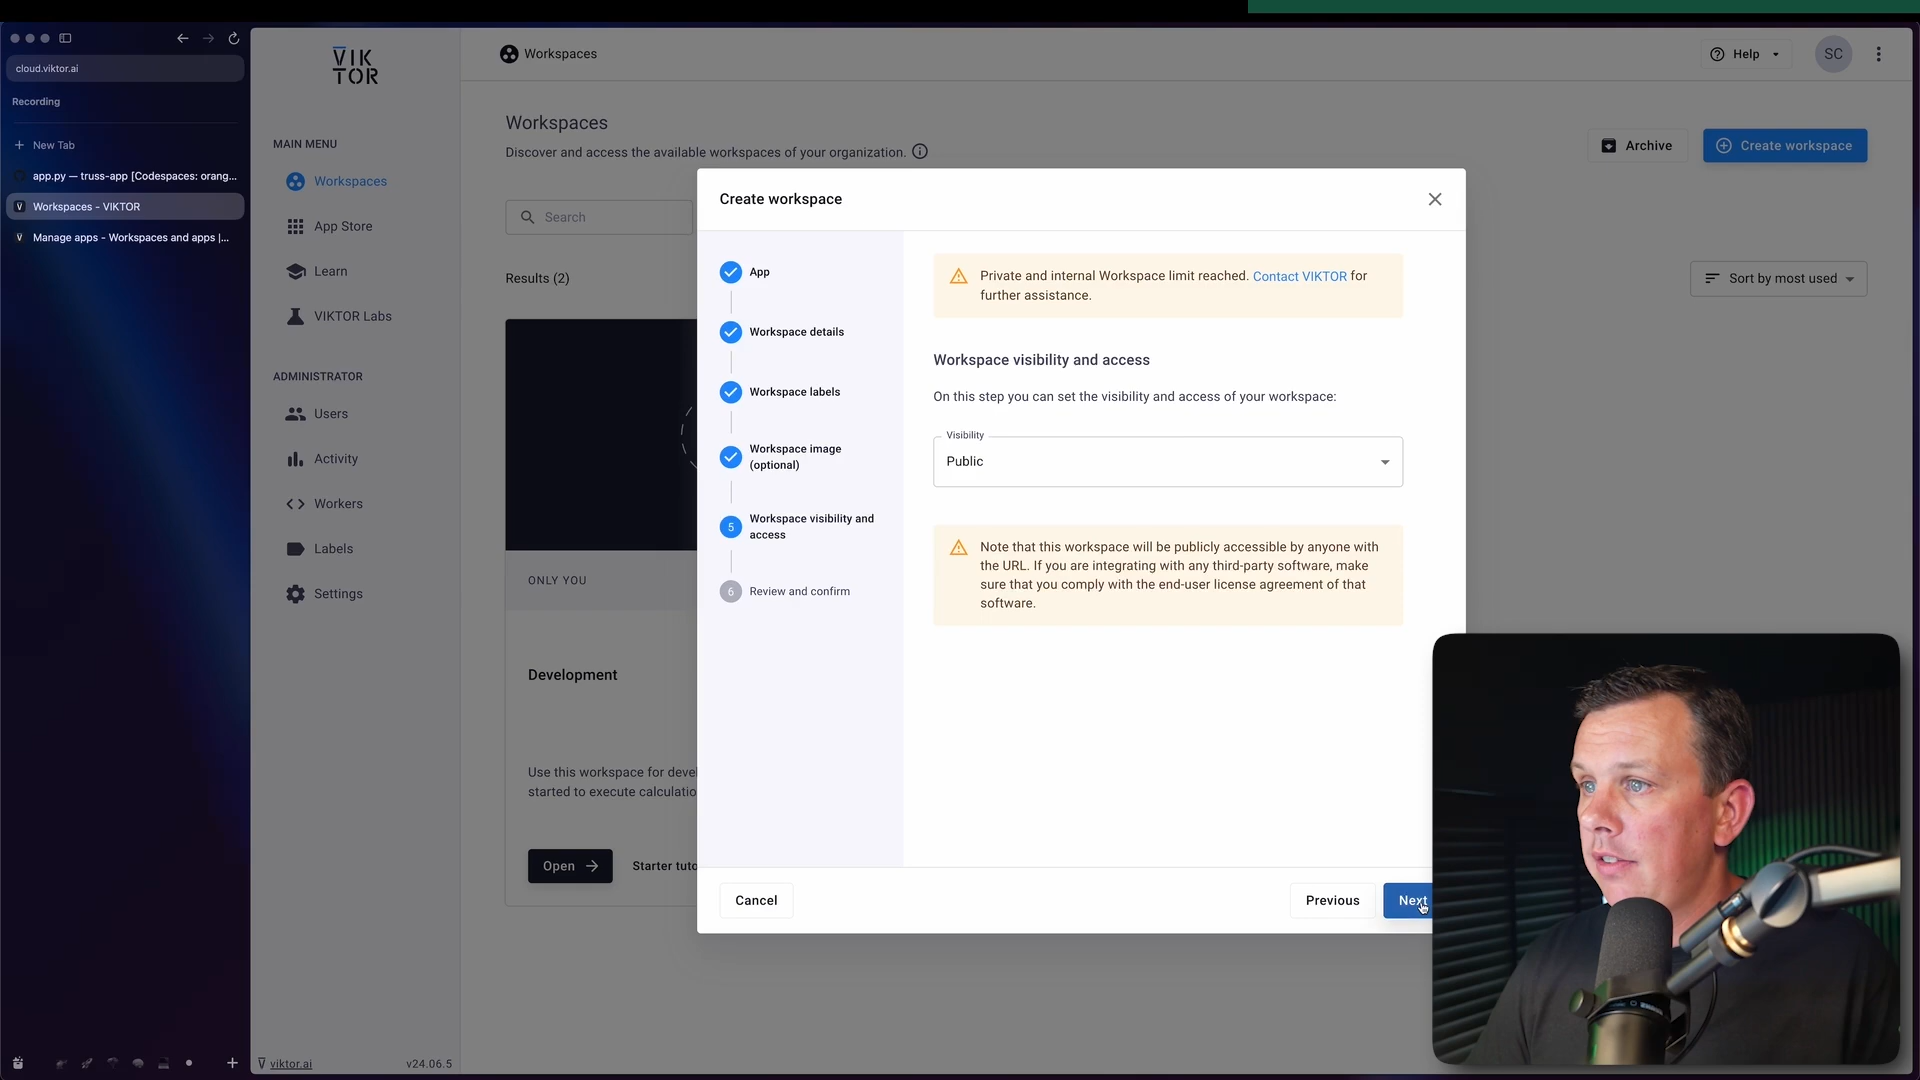 cloud.viktor.ai
Recording
New Tab
app.py — truss-app [Codespaces: orang...
Workspaces - VIKTOR
Manage apps - Workspaces and apps |...
VIK
TOR
MAIN MENU
Workspaces
App Store
Learn
VIKTOR Labs
ADMINISTRATOR
Users
Activity
Workers
Labels
Settings
viktor.ai
v24.06.5
Workspaces
Help
SC
Workspaces
Discover and access the available workspaces of your organization.
Archive
Create workspace
Search
Results (2)
Sort by most used
ONLY YOU
Development
Use this workspace for deve
started to execute calculatio
Open
Starter tuto
Create workspace
App
Workspace details
Workspace labels
Workspace image
(optional)
5
Workspace visibility and
access
6
Review and confirm
Private and internal Workspace limit reached. Contact VIKTOR for
further assistance.
Workspace visibility and access
On this step you can set the visibility and access of your workspace:
Visibility
Public
Note that this workspace will be publicly accessible by anyone with
the URL. If you are integrating with any third-party software, make
sure that you comply with the end-user license agreement of that
software.
Cancel
Previous
Next